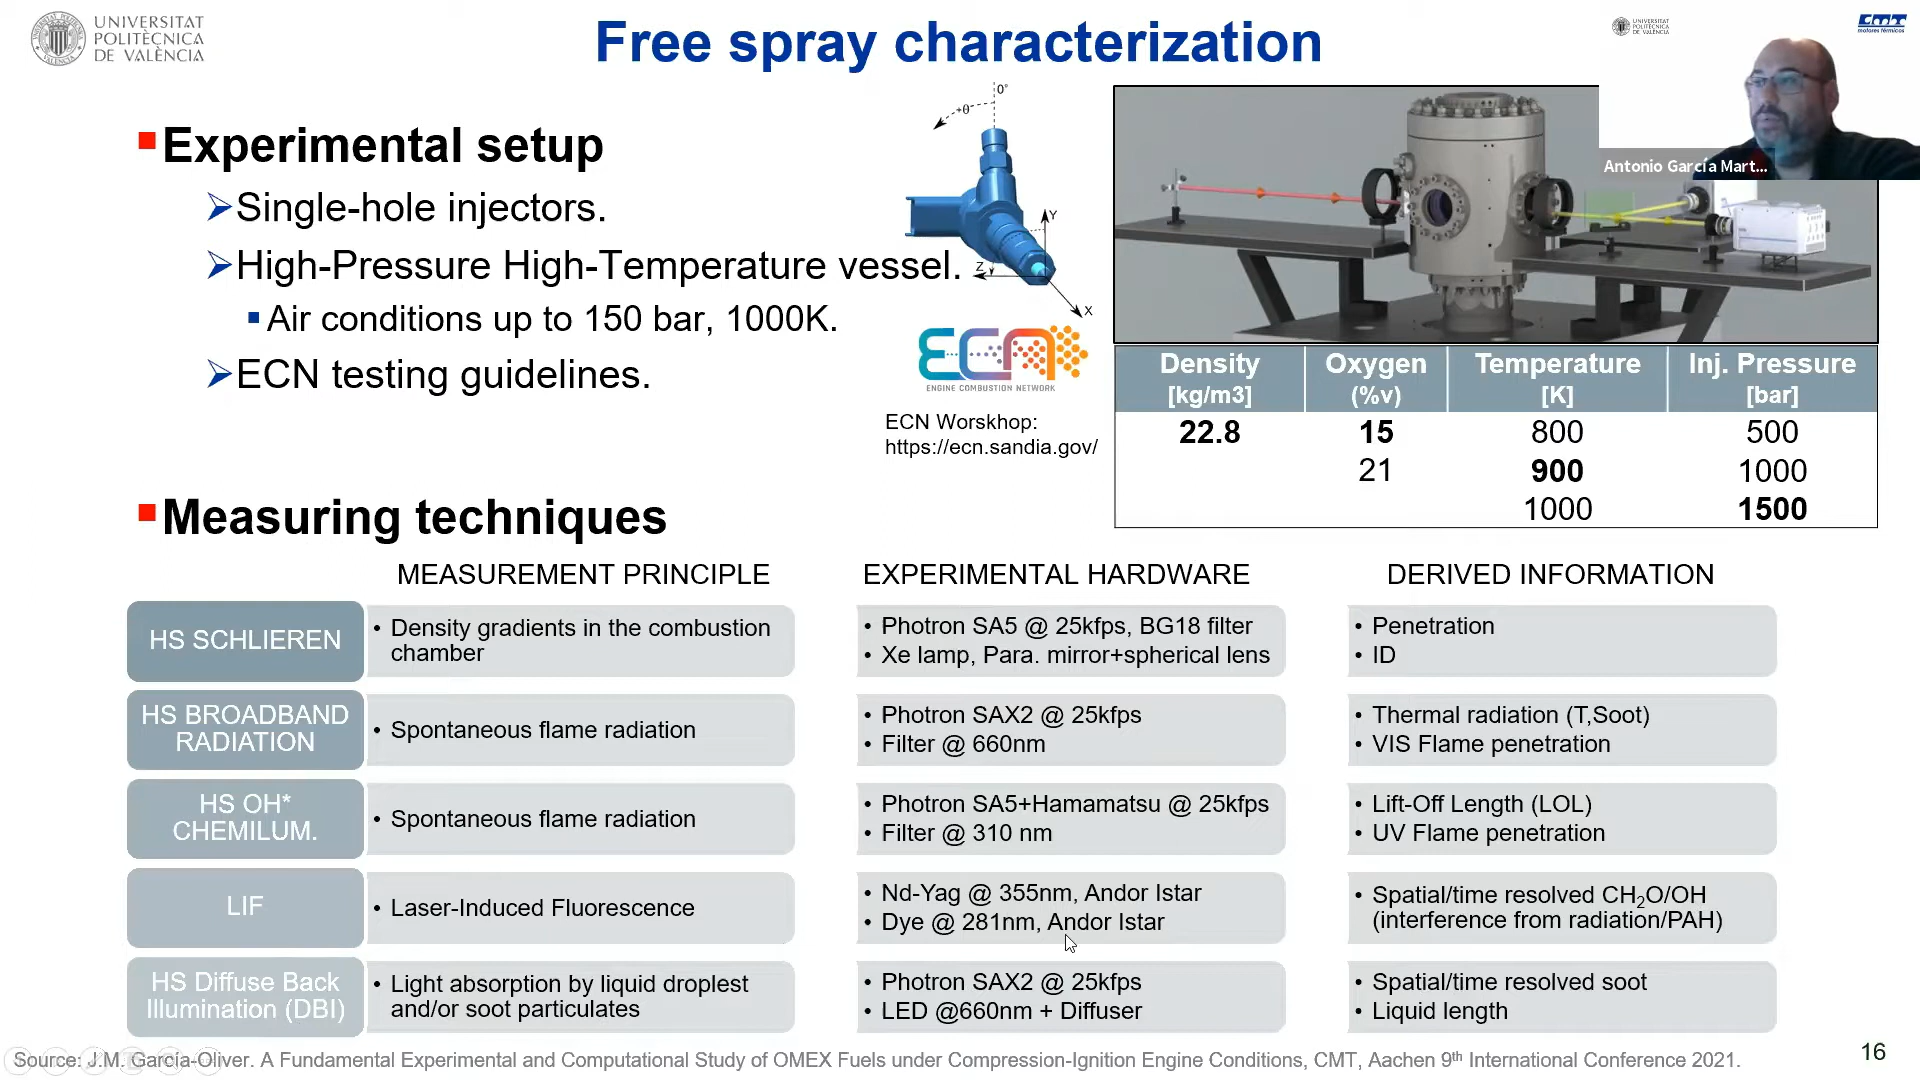 UNIVERSITAT
POLITÈCNICA
DE VALÈNCIA
Free spray characterization
UNIVERSITAT
POLITÈCNICA
DE VALÈNCIA
CMT
motores térmicos
Antonio García Mart...
Experimental setup
Single-hole injectors.
High-Pressure High-Temperature vessel.
Air conditions up to 150 bar, 1000K.
ECN testing guidelines.
0°
+θ
Y
Z
X
ECN
ENGINE COMBUSTION NETWORK
ECN Worskhop:
https://ecn.sandia.gov/
Density Oxygen Temperature Inj. Pressure
[kg/m3] (%v) [K] [bar]
22.8 15 800 500
21 900 1000
1000 1500
Measuring techniques
MEASUREMENT PRINCIPLE EXPERIMENTAL HARDWARE DERIVED INFORMATION
HS SCHLIEREN
• Density gradients in the combustion
chamber
• Photron SA5 @ 25kfps, BG18 filter
• Xe lamp, Para. mirror+spherical lens
• Penetration
• ID
HS BROADBAND
RADIATION
• Spontaneous flame radiation
• Photron SAX2 @ 25kfps
• Filter @ 660nm
• Thermal radiation (T,Soot)
• VIS Flame penetration
HS OH*
CHEMILUM.
• Spontaneous flame radiation
• Photron SA5+Hamamatsu @ 25kfps
• Filter @ 310 nm
• Lift-Off Length (LOL)
• UV Flame penetration
LIF
• Laser-Induced Fluorescence
• Nd-Yag @ 355nm, Andor Istar
• Dye @ 281nm, Andor Istar
• Spatial/time resolved CH₂O/OH
(interference from radiation/PAH)
HS Diffuse Back
Illumination (DBI)
• Light absorption by liquid droplest
and/or soot particulates
• Photron SAX2 @ 25kfps
• LED @660nm + Diffuser
• Spatial/time resolved soot
• Liquid length
Source: J.M. García-Oliver. A Fundamental Experimental and Computational Study of OMEX Fuels under Compression-Ignition Engine Conditions, CMT, Aachen 9th International Conference 2021.
16